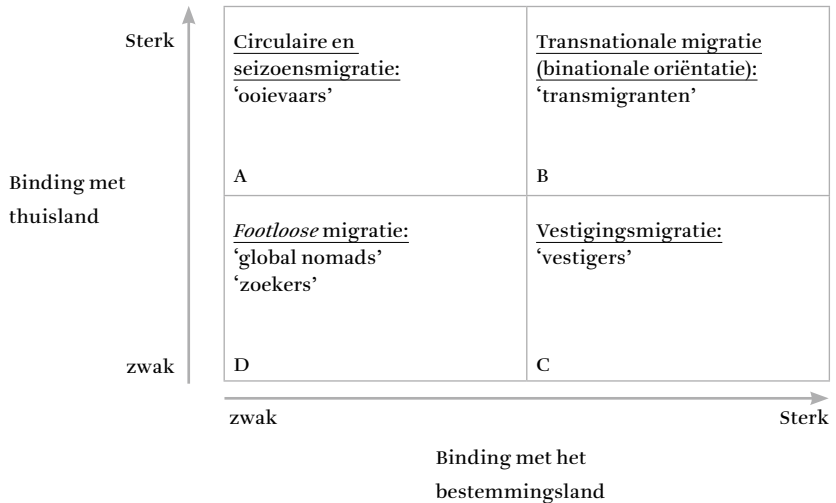 Sterk
Circulaire en
seizoensmigratie:
‘ooievaars’
A
Transnationale migratie
(binationale oriëntatie):
‘transmigranten’
B
Binding met
thuisland
Footloose migratie:
‘global nomads’
‘zoekers’
D
Vestigingsmigratie:
‘vestigers’
C
zwak
zwak
Sterk
Binding met het
bestemmingsland